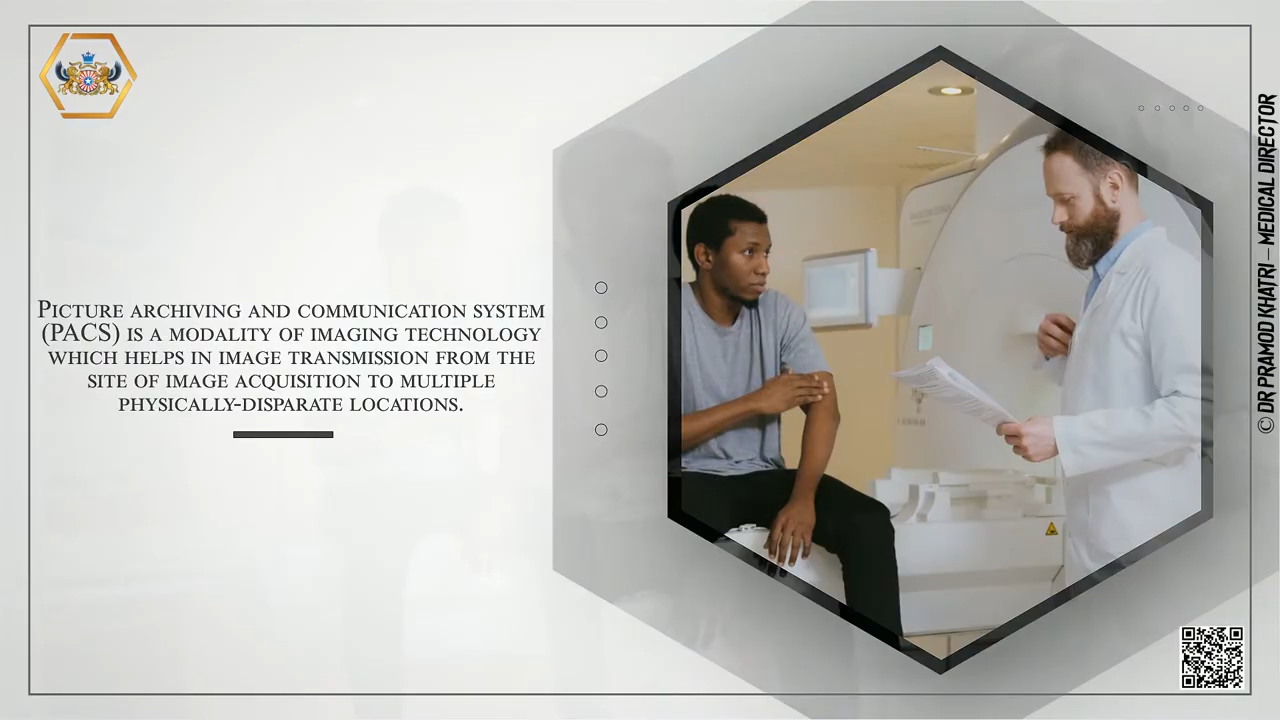 Picture archiving and communication system
(PACS) is a modality of imaging technology
which helps in image transmission from the
site of image acquisition to multiple
physically-disparate locations.
© DR PRAMOD KHATRI – MEDICAL DIRECTOR